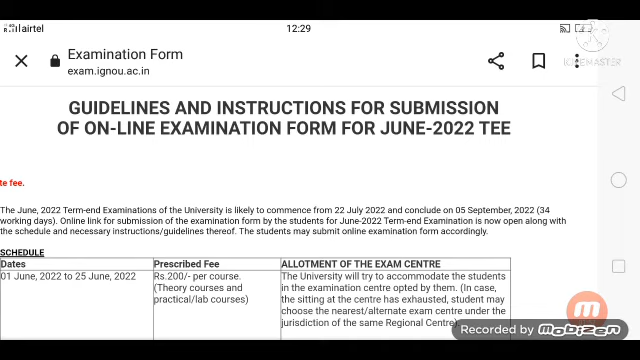 airtel
12:29
Examination Form
exam.ignou.ac.in
KINEMASTER
GUIDELINES AND INSTRUCTIONS FOR SUBMISSION
OF ON-LINE EXAMINATION FORM FOR JUNE-2022 TEE
te fee.
The June, 2022 Term-end Examinations of the University is likely to commence from 22 July 2022 and conclude on 05 September, 2022 (34
working days). Online link for submission of the examination form by the students for June-2022 Term-end Examination is now open along with
the schedule and necessary instructions/guidelines thereof. The students may submit online examination form accordingly.
SCHEDULE
Dates Prescribed Fee ALLOTMENT OF THE EXAM CENTRE
01 June, 2022 to 25 June, 2022 Rs.200/- per course. The University will try to accommodate the students
(Theory courses and in the examination centre opted by them. (In case,
practical/lab courses) the sitting at the centre has exhausted, student may
choose the nearest/alternate exam centre under the
jurisdiction of the same Regional Centre)
Recorded by Mobizen